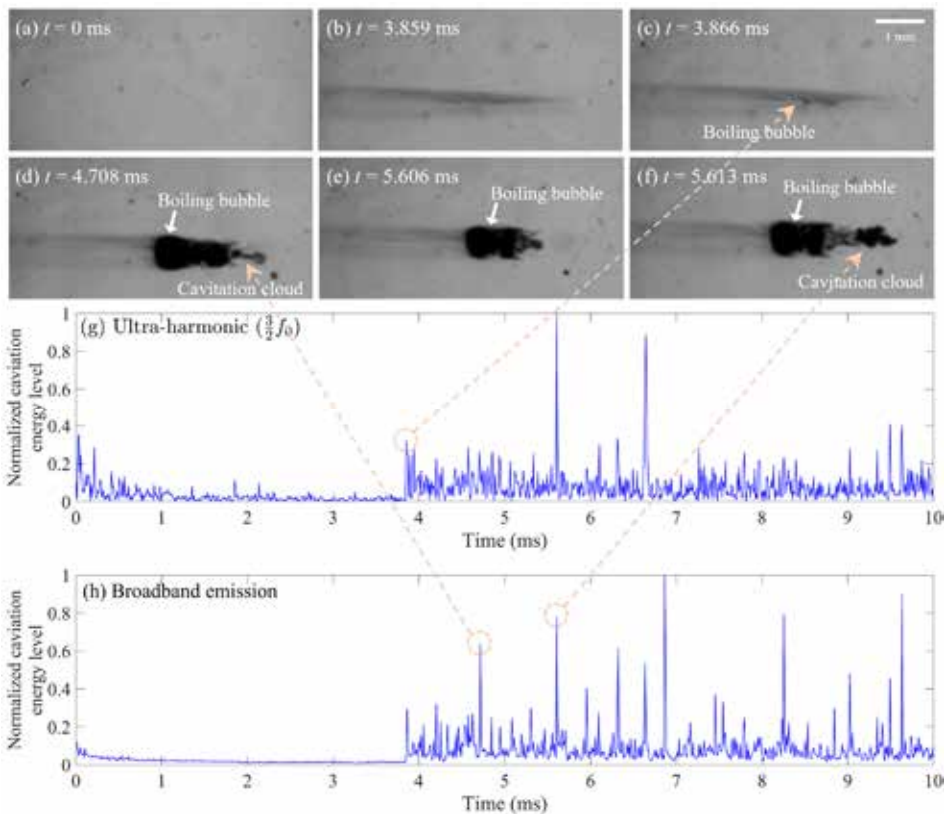 (a) t = 0 ms
(b) t = 3.859 ms
(c) t = 3.866 ms
1 mm
Boiling bubble
(d) t = 4.708 ms
(e) t = 5.606 ms
(f) t = 5.613 ms
Boiling bubble
Boiling bubble
Boiling bubble
Cavitation cloud
Cavitation cloud
(g) Ultra-harmonic (3/2 f₀)
Normalized caviation
energy level
1
0.8
0.6
0.4
0.2
0
0 1 2 3 4 5 6 7 8 9 10
Time (ms)
(h) Broadband emission
Normalized caviation
energy level
1
0.8
0.6
0.4
0.2
0
0 1 2 3 4 5 6 7 8 9 10
Time (ms)